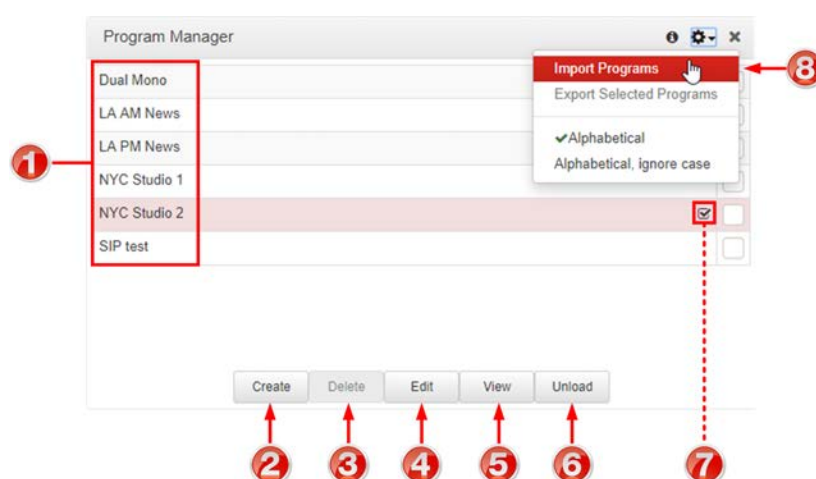 Program Manager
Import Programs
Export Selected Programs
Alphabetical
Alphabetical, ignore case
Dual Mono
LA AM News
LA PM News
NYC Studio 1
NYC Studio 2
SIP test
Create Delete Edit View Unload
1
2 3 4 5 6 7
8